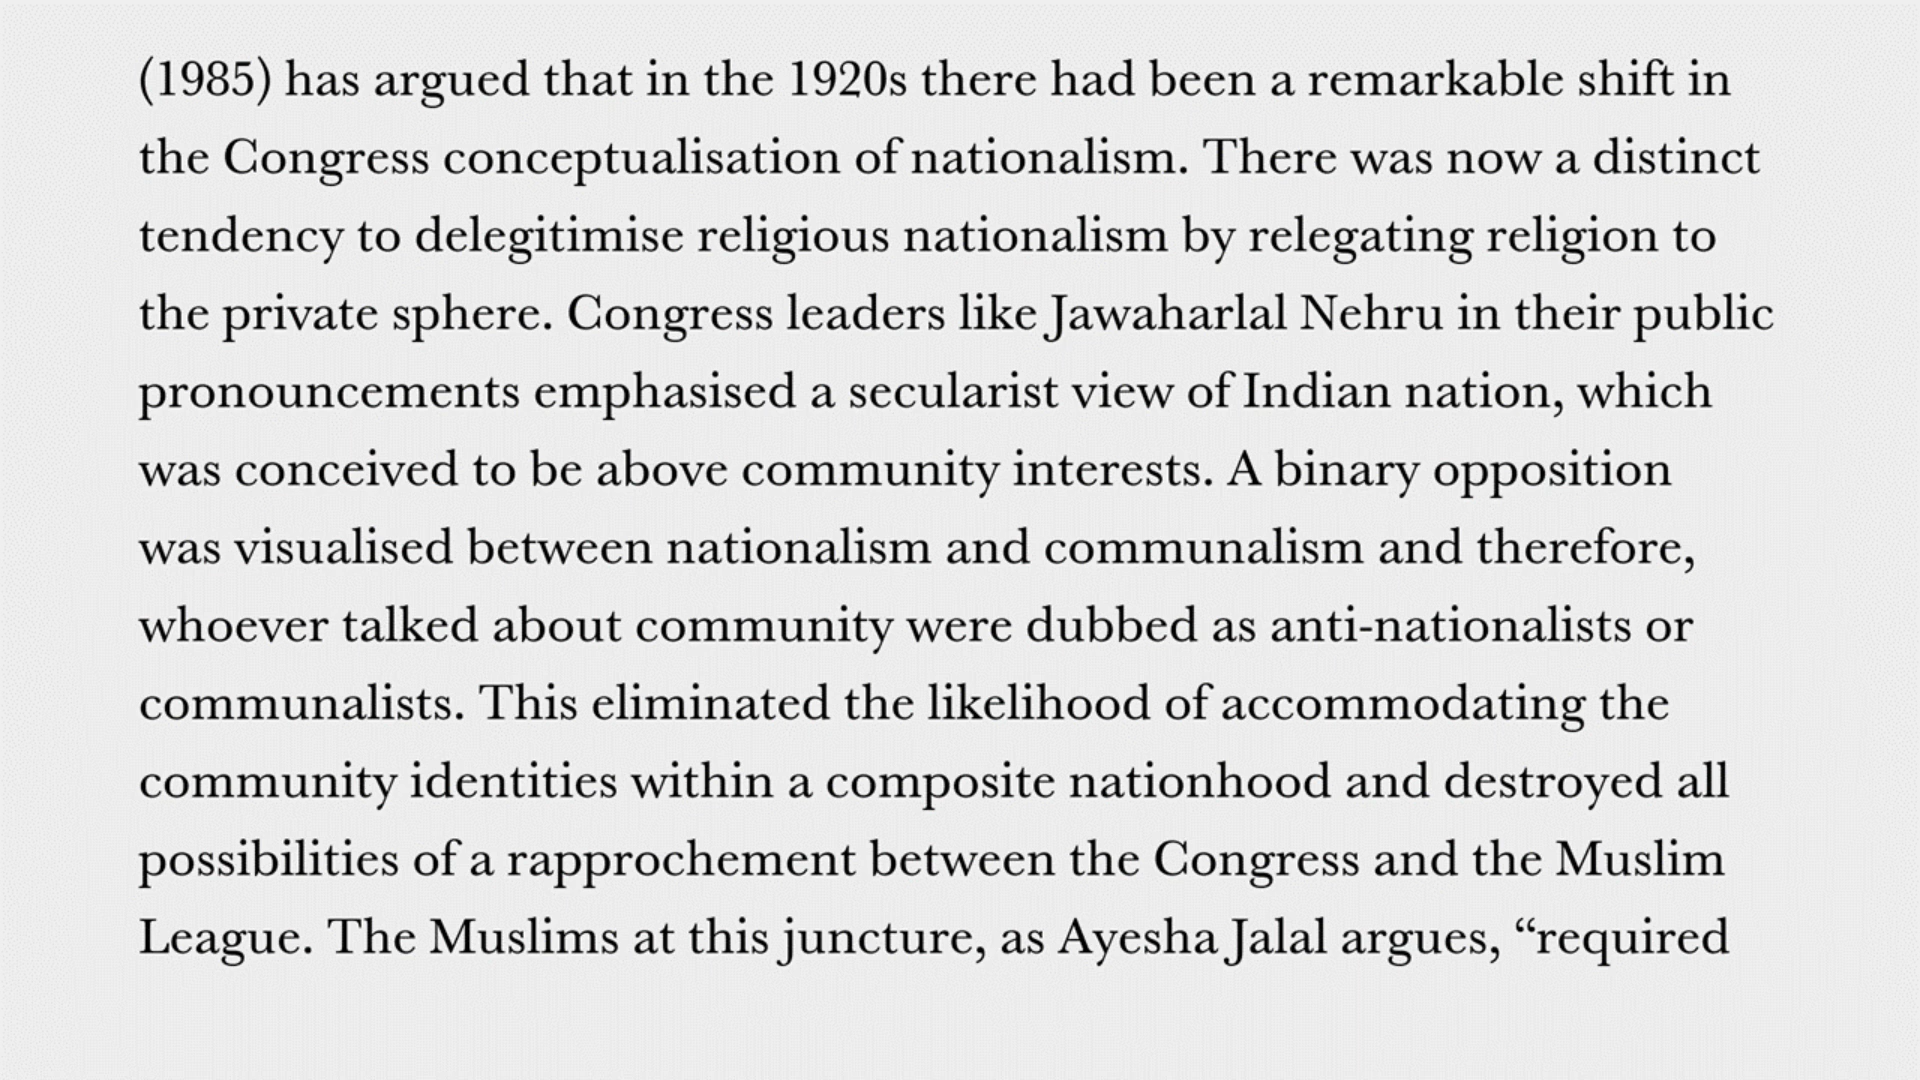 (1985) has argued that in the 1920s there had been a remarkable shift in
the Congress conceptualisation of nationalism. There was now a distinct
tendency to delegitimise religious nationalism by relegating religion to
the private sphere. Congress leaders like Jawaharlal Nehru in their public
pronouncements emphasised a secularist view of Indian nation, which
was conceived to be above community interests. A binary opposition
was visualised between nationalism and communalism and therefore,
whoever talked about community were dubbed as anti-nationalists or
communalists. This eliminated the likelihood of accommodating the
community identities within a composite nationhood and destroyed all
possibilities of a rapprochement between the Congress and the Muslim
League. The Muslims at this juncture, as Ayesha Jalal argues, “required